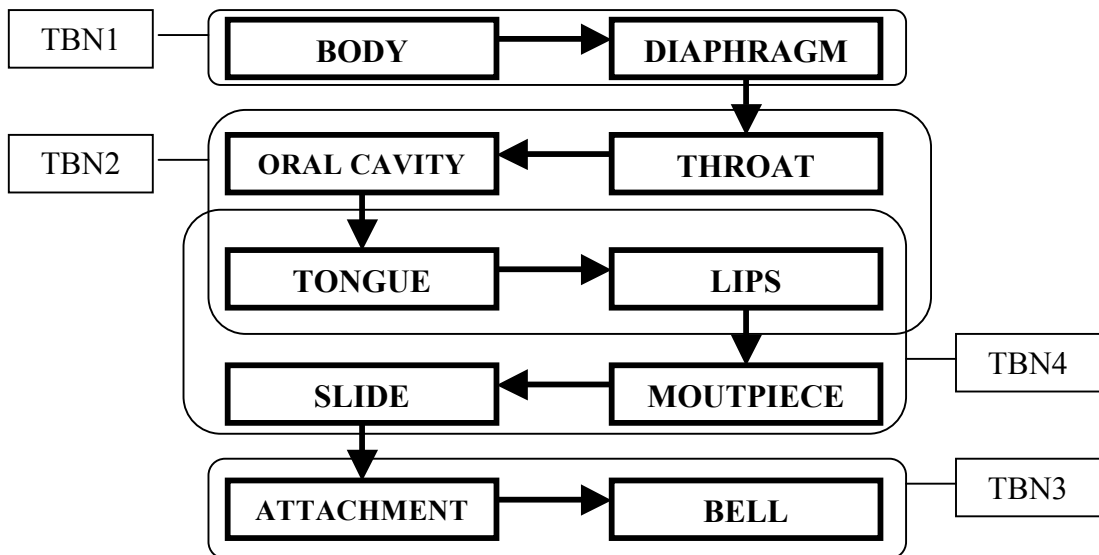 TBN1
BODY
DIAPHRAGM
TBN2
ORAL CAVITY
THROAT
TONGUE
LIPS
TBN4
SLIDE
MOUTPIECE
TBN3
ATTACHMENT
BELL